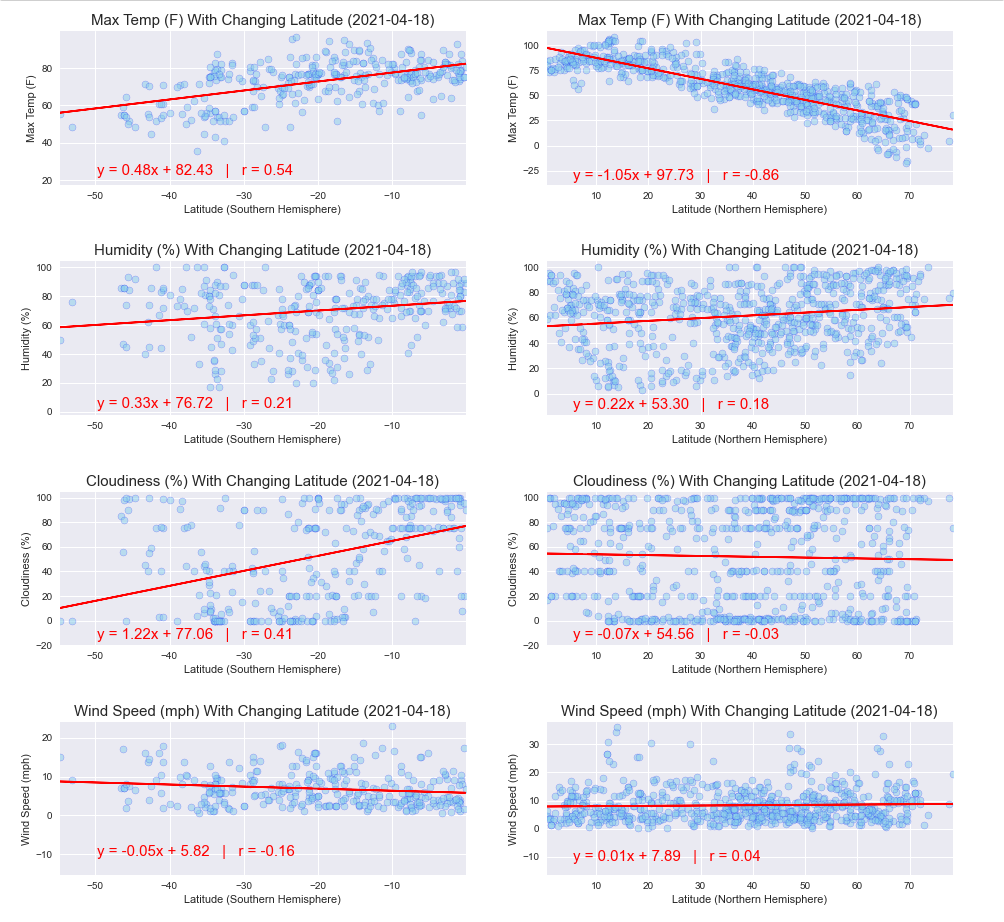 Max Temp (F) With Changing Latitude (2021-04-18)
Max Temp (F)
80
60
40
20
y = 0.48x + 82.43 | r = 0.54
−50 −40 −30 −20 −10
Latitude (Southern Hemisphere)
Max Temp (F) With Changing Latitude (2021-04-18)
Max Temp (F)
100
75
50
25
0
−25
y = -1.05x + 97.73 | r = -0.86
10 20 30 40 50 60 70
Latitude (Northern Hemisphere)
Humidity (%) With Changing Latitude (2021-04-18)
Humidity (%)
100
80
60
40
20
0
y = 0.33x + 76.72 | r = 0.21
−50 −40 −30 −20 −10
Latitude (Southern Hemisphere)
Humidity (%) With Changing Latitude (2021-04-18)
Humidity (%)
100
80
60
40
20
0
y = 0.22x + 53.30 | r = 0.18
10 20 30 40 50 60 70
Latitude (Northern Hemisphere)
Cloudiness (%) With Changing Latitude (2021-04-18)
Cloudiness (%)
100
80
60
40
20
0
−20
y = 1.22x + 77.06 | r = 0.41
−50 −40 −30 −20 −10
Latitude (Southern Hemisphere)
Cloudiness (%) With Changing Latitude (2021-04-18)
Cloudiness (%)
100
80
60
40
20
0
−20
y = -0.07x + 54.56 | r = -0.03
10 20 30 40 50 60 70
Latitude (Northern Hemisphere)
Wind Speed (mph) With Changing Latitude (2021-04-18)
Wind Speed (mph)
20
10
0
−10
y = -0.05x + 5.82 | r = -0.16
−50 −40 −30 −20 −10
Latitude (Southern Hemisphere)
Wind Speed (mph) With Changing Latitude (2021-04-18)
Wind Speed (mph)
30
20
10
0
−10
y = 0.01x + 7.89 | r = 0.04
10 20 30 40 50 60 70
Latitude (Northern Hemisphere)